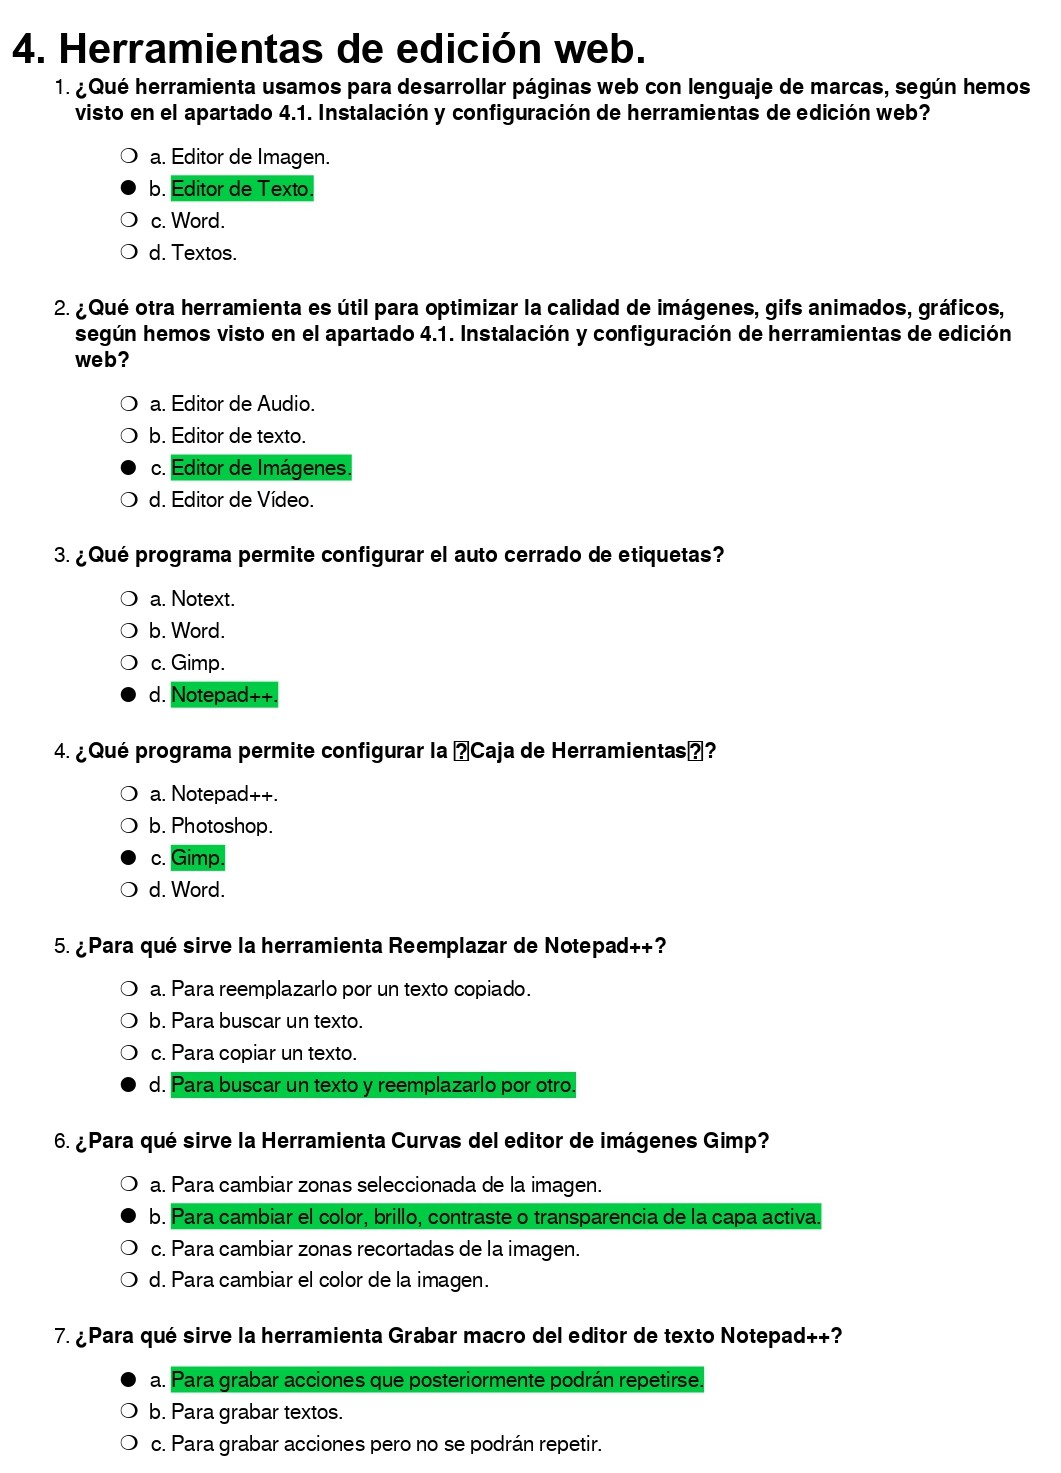 4. Herramientas de edición web.
1. ¿Qué herramienta usamos para desarrollar páginas web con lenguaje de marcas, según hemos
visto en el apartado 4.1. Instalación y configuración de herramientas de edición web?
a. Editor de Imagen.
b. Editor de Texto.
c. Word.
d. Textos.
2. ¿Qué otra herramienta es útil para optimizar la calidad de imágenes, gifs animados, gráficos,
según hemos visto en el apartado 4.1. Instalación y configuración de herramientas de edición
web?
a. Editor de Audio.
b. Editor de texto.
c. Editor de Imágenes.
d. Editor de Vídeo.
3. ¿Qué programa permite configurar el auto cerrado de etiquetas?
a. Notext.
b. Word.
c. Gimp.
d. Notepad++.
4. ¿Qué programa permite configurar la ⍰Caja de Herramientas⍰?
a. Notepad++.
b. Photoshop.
c. Gimp.
d. Word.
5. ¿Para qué sirve la herramienta Reemplazar de Notepad++?
a. Para reemplazarlo por un texto copiado.
b. Para buscar un texto.
c. Para copiar un texto.
d. Para buscar un texto y reemplazarlo por otro.
6. ¿Para qué sirve la Herramienta Curvas del editor de imágenes Gimp?
a. Para cambiar zonas seleccionada de la imagen.
b. Para cambiar el color, brillo, contraste o transparencia de la capa activa.
c. Para cambiar zonas recortadas de la imagen.
d. Para cambiar el color de la imagen.
7. ¿Para qué sirve la herramienta Grabar macro del editor de texto Notepad++?
a. Para grabar acciones que posteriormente podrán repetirse.
b. Para grabar textos.
c. Para grabar acciones pero no se podrán repetir.